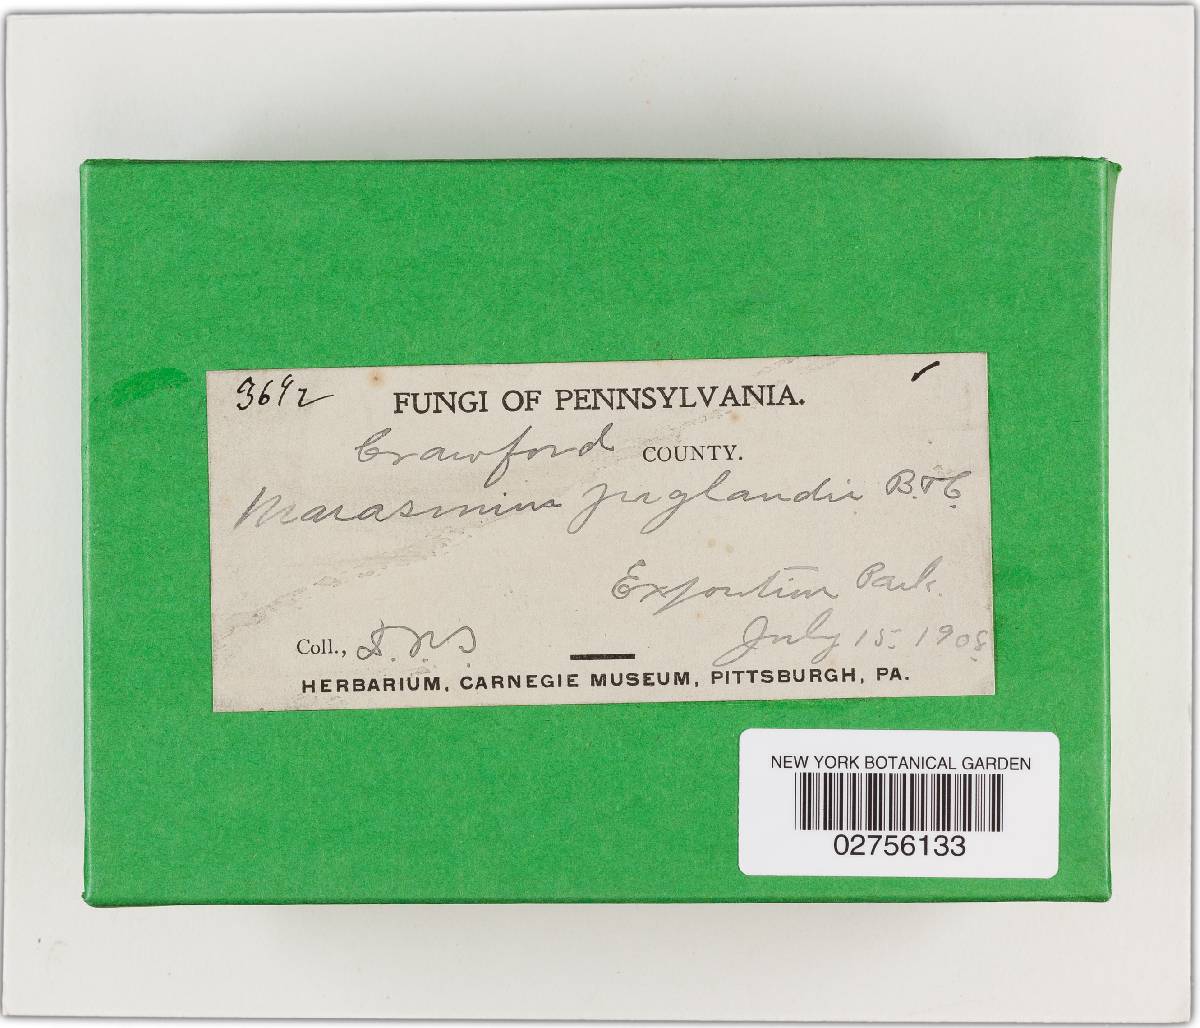 3692 FUNGI OF PENNSYLVANIA.
Crawford COUNTY.
Marasmius juglandis B. & C.
Exposition Park.
July 15. 1908.
Coll., D.R.S
HERBARIUM, CARNEGIE MUSEUM, PITTSBURGH, PA.
NEW YORK BOTANICAL GARDEN
02756133